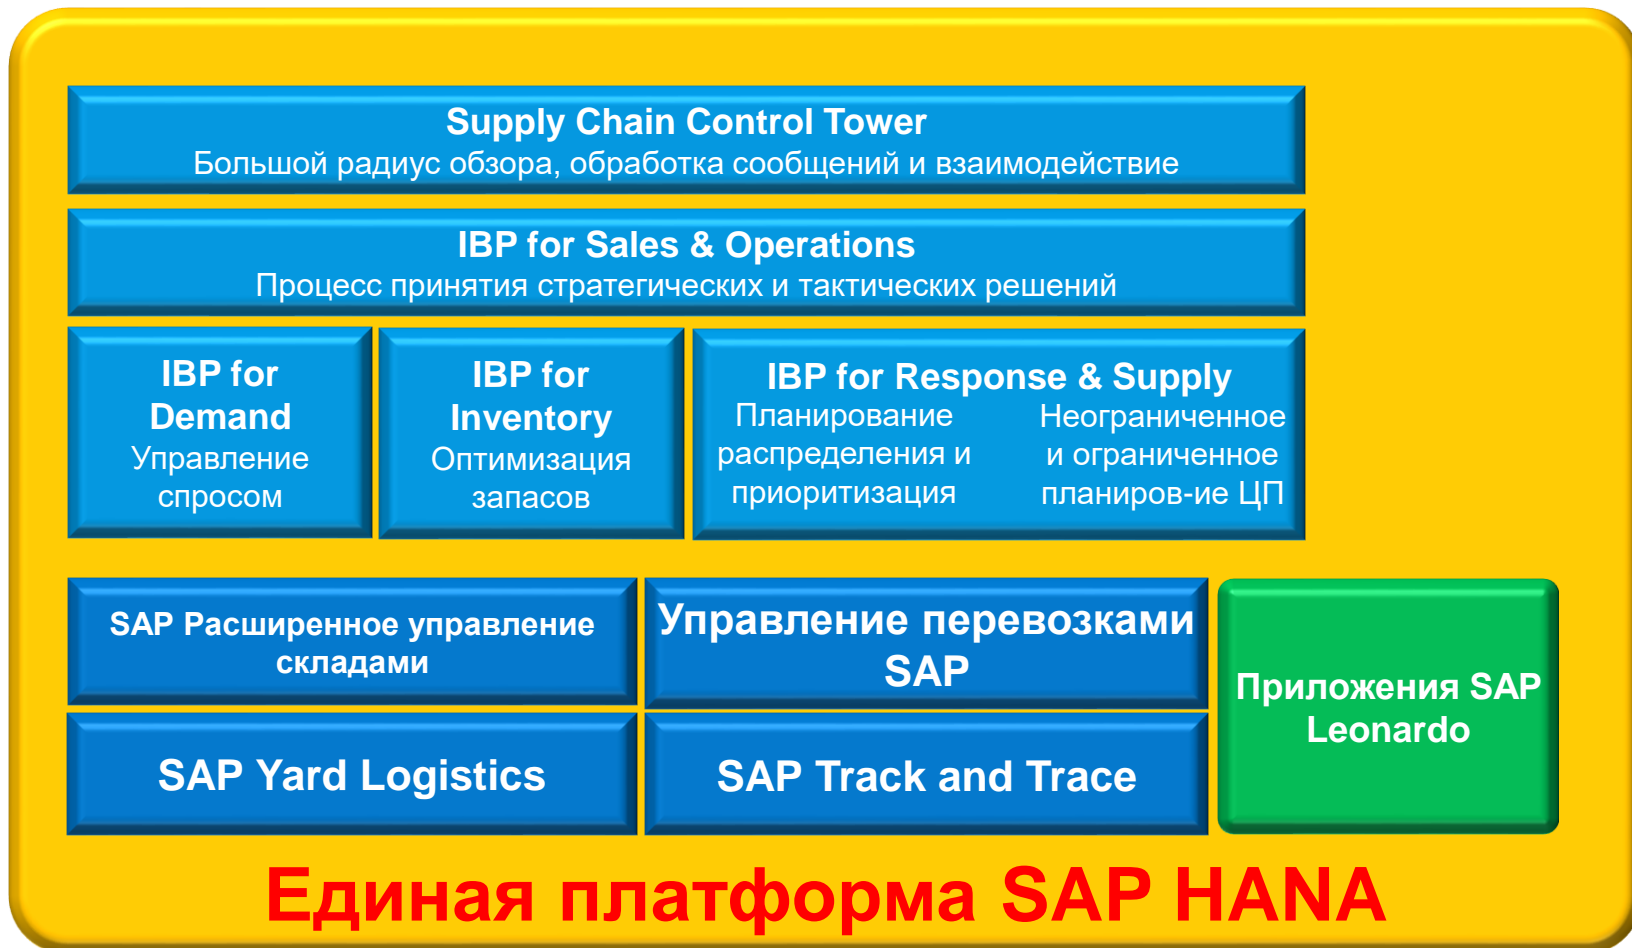 Supply Chain Control Tower
Большой радиус обзора, обработка сообщений и взаимодействие
IBP for Sales & Operations
Процесс принятия стратегических и тактических решений
IBP for
Demand
Управление
спросом
IBP for
Inventory
Оптимизация
запасов
IBP for Response & Supply
Планирование
распределения и
приоритизация
Неограниченное
и ограниченное
планиров-ие ЦП
SAP Расширенное управление
складами
Управление перевозками
SAP
SAP Yard Logistics
SAP Track and Trace
Приложения SAP
Leonardo
Единая платформа SAP HANA